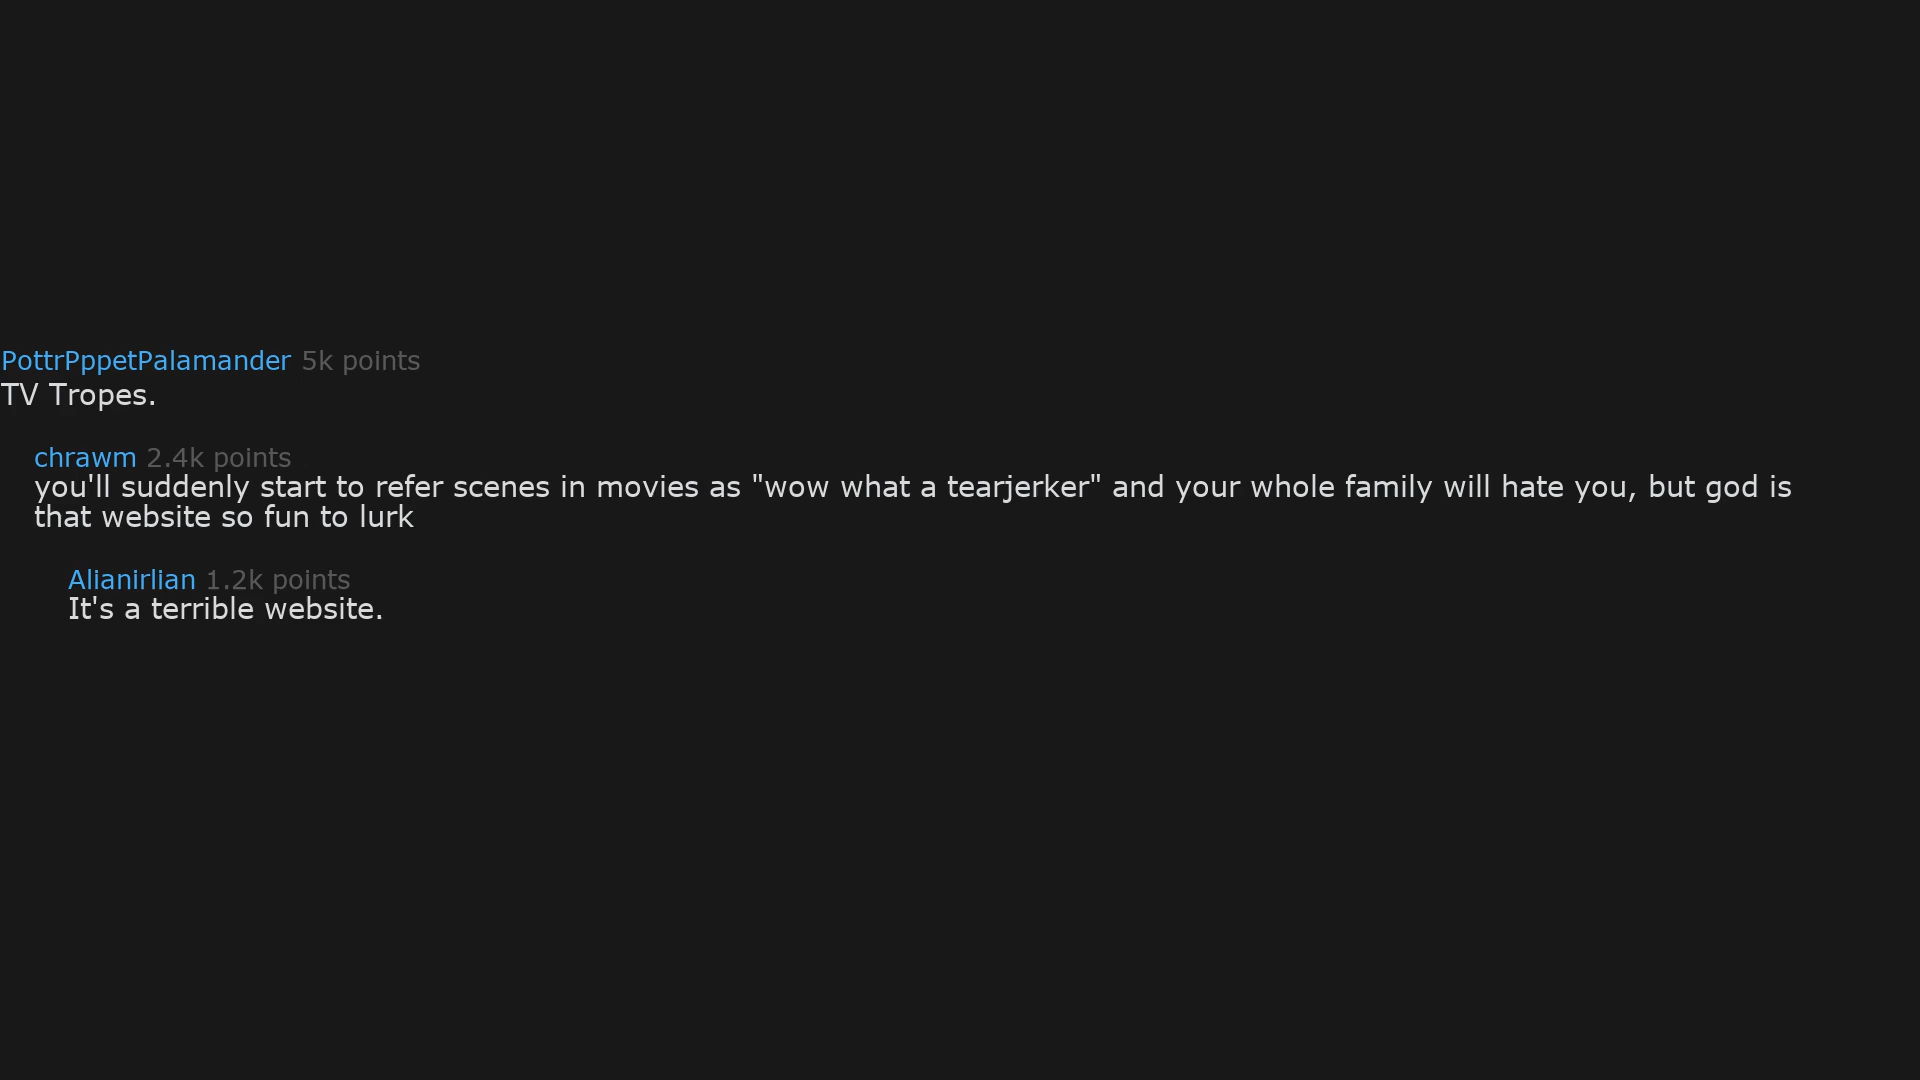 PottrPppetPalamander 5k points
TV Tropes.
chrawm 2.4k points
you'll suddenly start to refer scenes in movies as "wow what a tearjerker" and your whole family will hate you, but god is
that website so fun to lurk
Alianirlian 1.2k points
It's a terrible website.